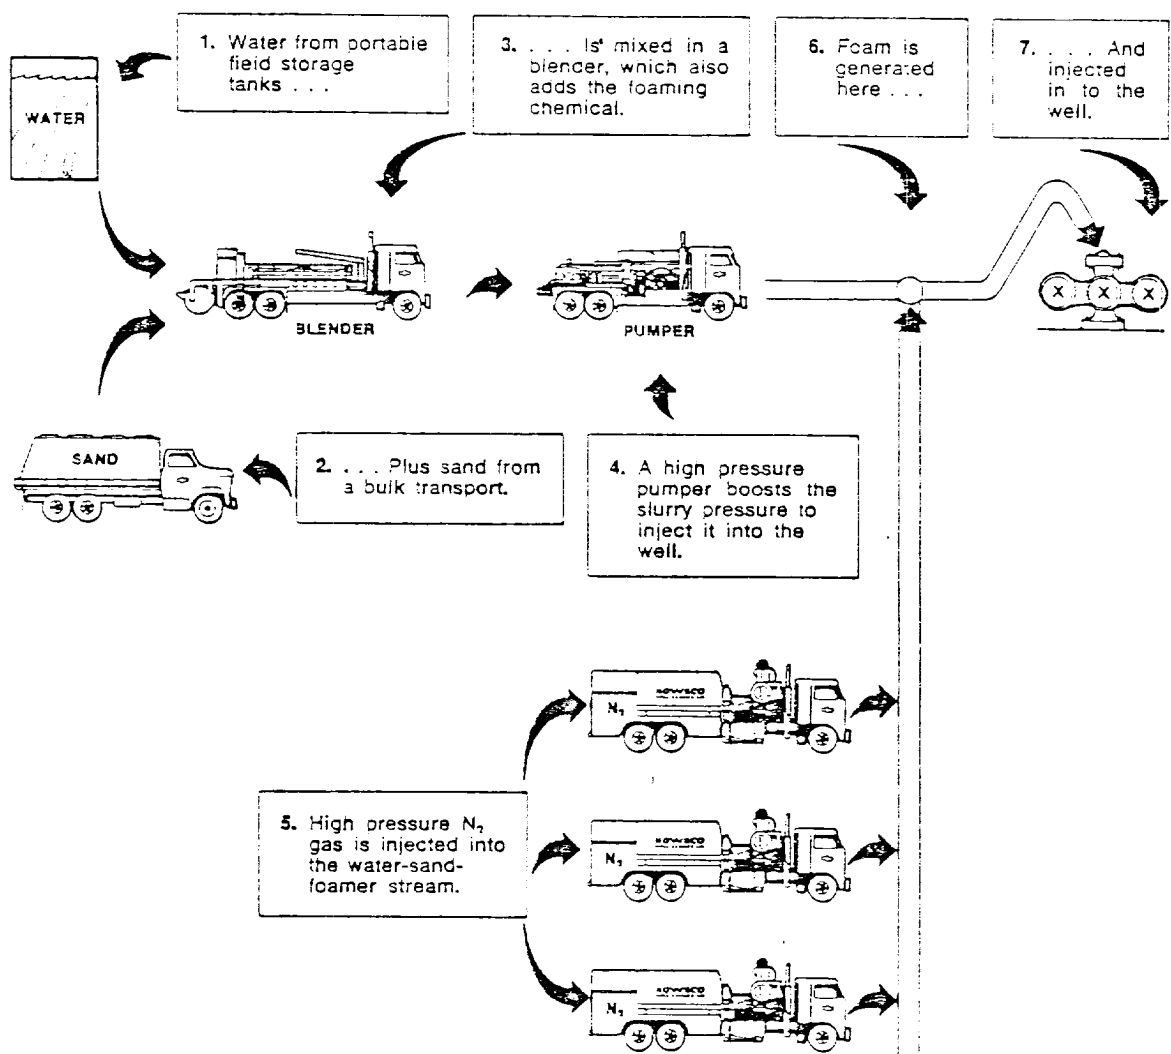 1. Water from portable
field storage
tanks . . .
3. . . . Is' mixed in a
blender, which also
adds the foaming
chemical.
6. Foam is
generated
here . . .
7. . . . And
injected
in to the
well.
WATER
BLENDER
PUMPER
SAND
2. . . . Plus sand from
a bulk transport.
4. A high pressure
pumper boosts the
slurry pressure to
inject it into the
well.
NOWSCO
N₂
5. High pressure N₂
gas is injected into
the water-sand-
foamer stream.
NOWSCO
N₂
NOWSCO
N₂
X X X